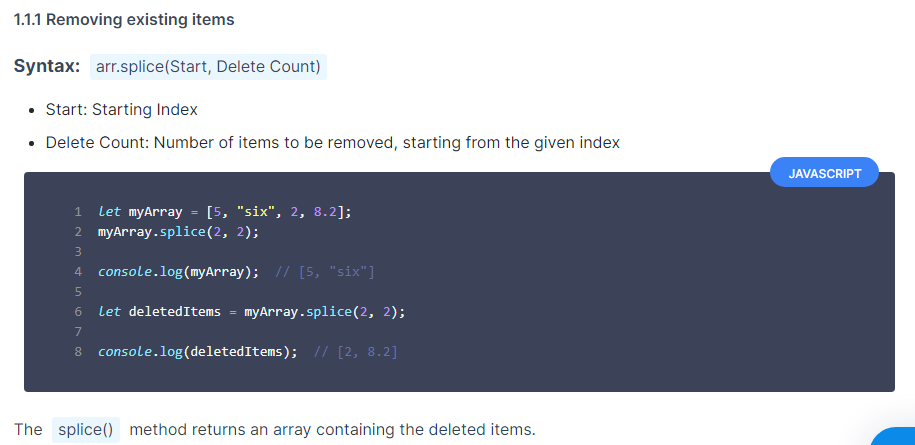 1.1.1 Removing existing items
Syntax: arr.splice(Start, Delete Count)
• Start: Starting Index
• Delete Count: Number of items to be removed, starting from the given index
JAVASCRIPT
1 let myArray = [5, "six", 2, 8.2];
2 myArray.splice(2, 2);
3
4 console.log(myArray); // [5, "six"]
5
6 let deletedItems = myArray.splice(2, 2);
7
8 console.log(deletedItems); // [2, 8.2]
The splice() method returns an array containing the deleted items.